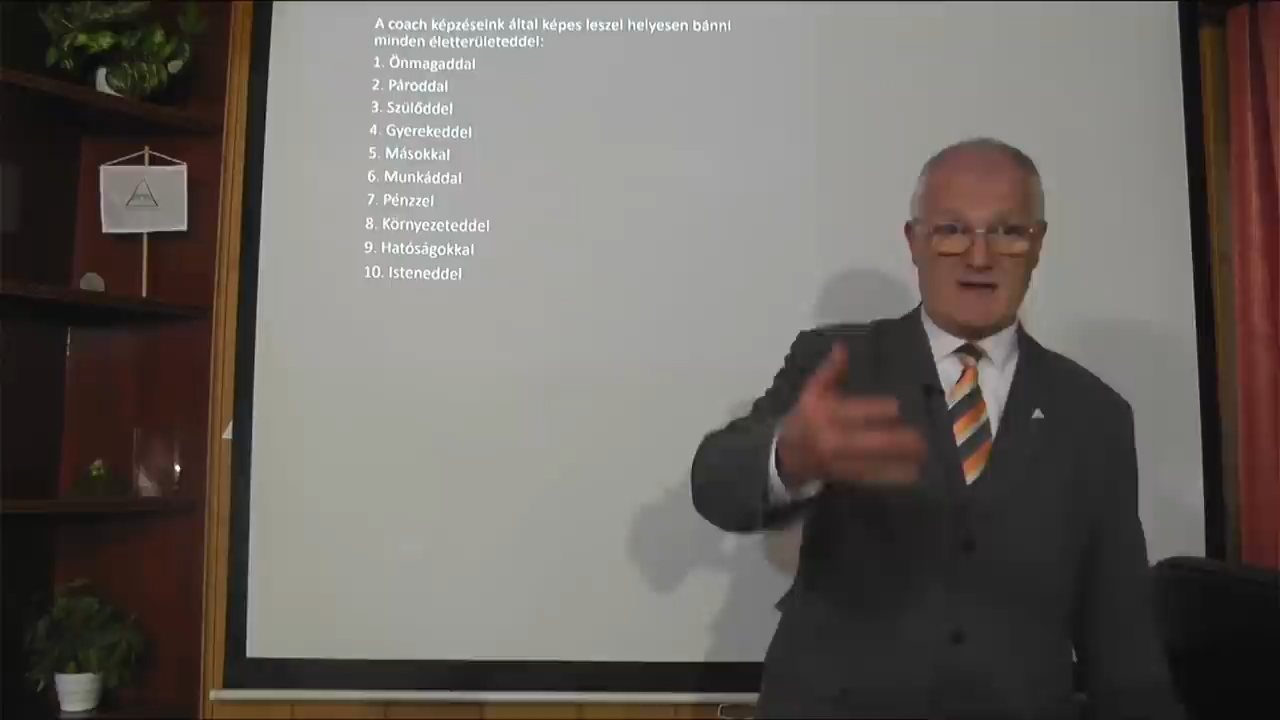 A coach képzéseink által képes leszel helyesen bánni
minden életterületeddel:
1. Önmagaddal
2. Pároddal
3. Szülőddel
4. Gyerekeddel
5. Másokkal
6. Munkáddal
7. Pénzzel
8. Környezeteddel
9. Hatóságokkal
10. Isteneddel